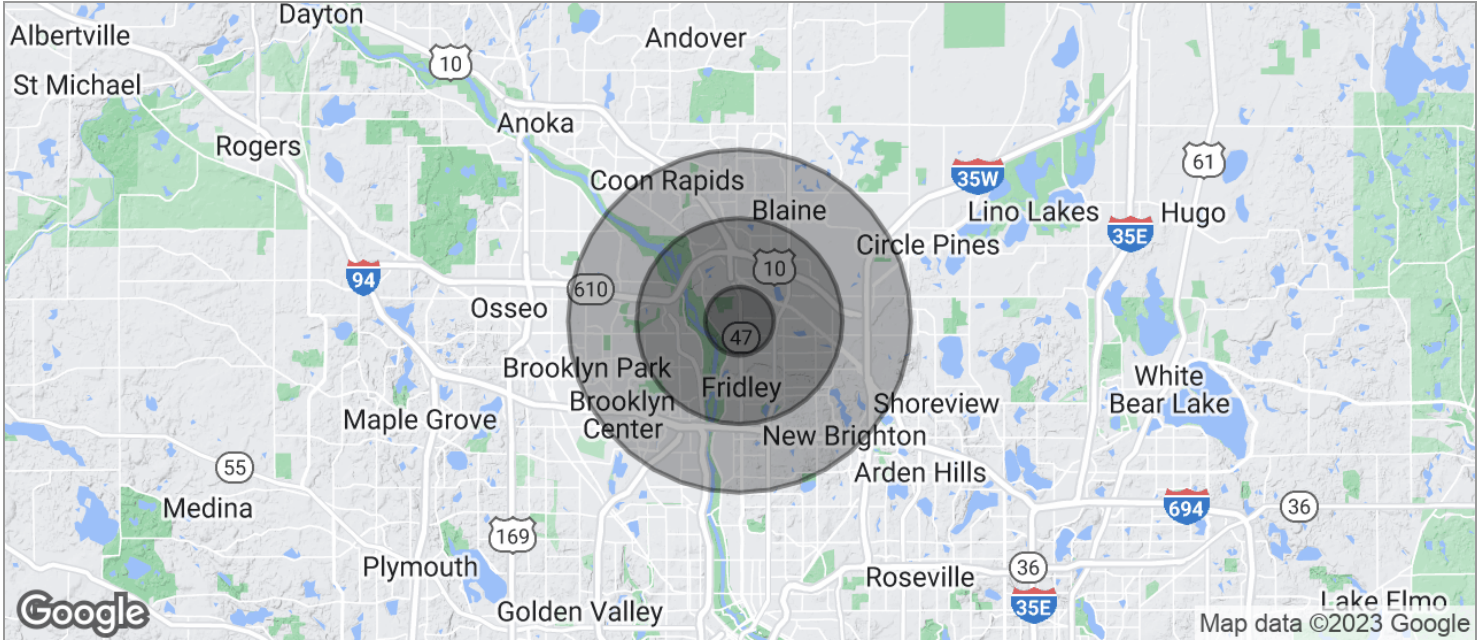 Dayton
Albertville
Andover
10
St Michael
Anoka
Rogers
61
35W
Coon Rapids
Blaine
Lino Lakes
Hugo
35E
Circle Pines
94
10
610
Osseo
47
Brooklyn Park
Fridley
White
Bear Lake
Brooklyn
Center
Shoreview
Maple Grove
New Brighton
55
Arden Hills
Medina
694
36
169
Plymouth
36
Roseville
35E
Golden Valley
Lake Elmo
Google
Map data ©2023 Google